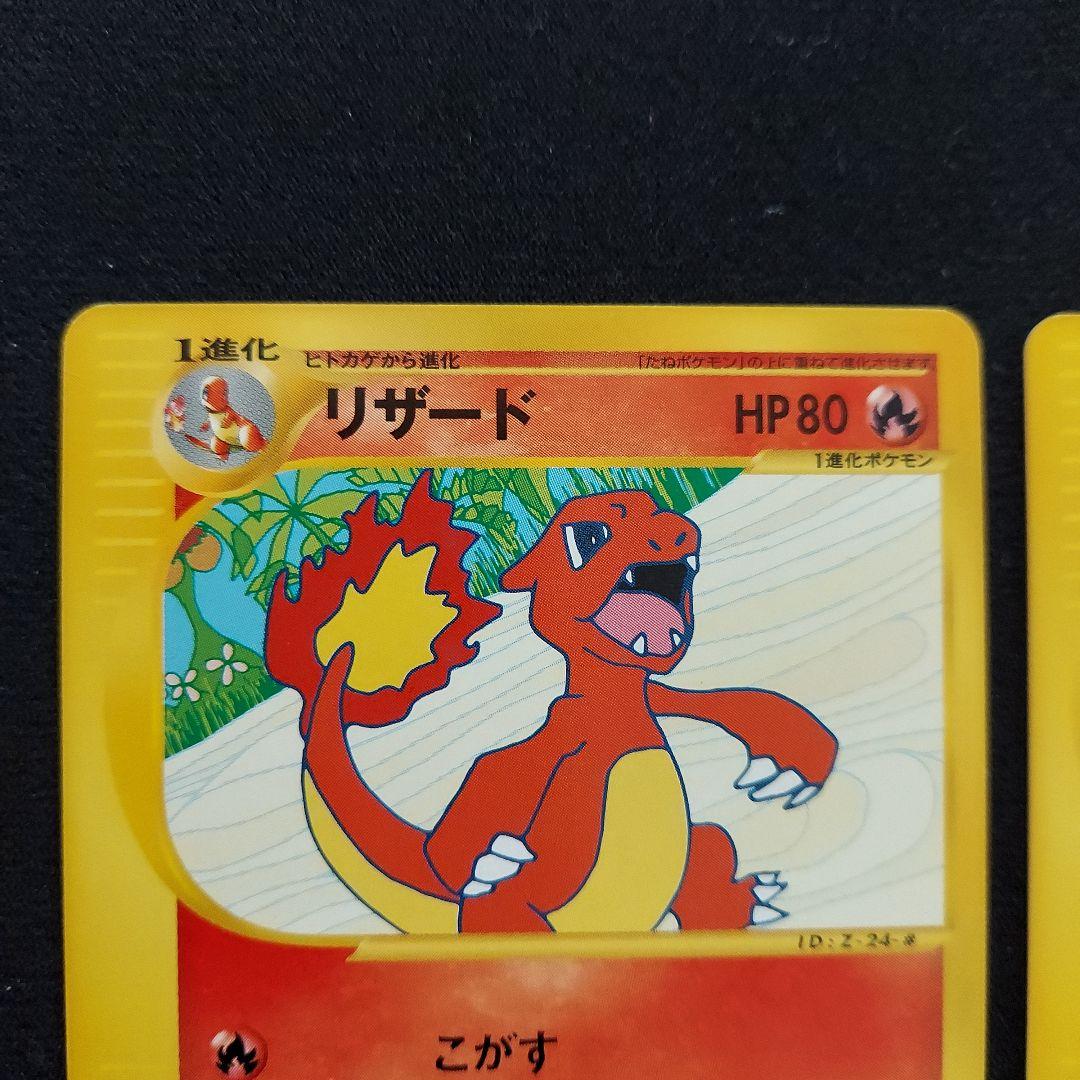 1進化
ヒトカゲから進化
「たねポケモン」の上に重ねて進化させます
リザード
HP80
1進化ポケモン
ID:Z-24-#
こがす